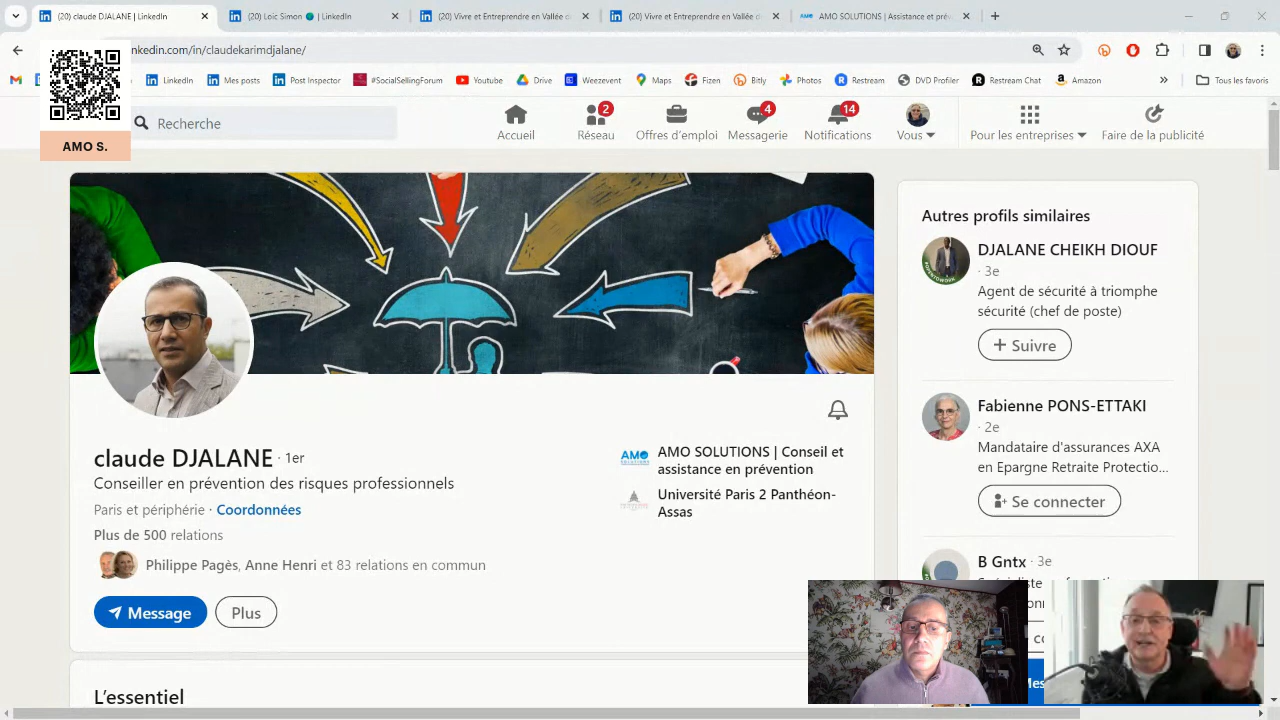 (20) claude DJALANE | LinkedIn
(20) Loic Simon 🌐 | LinkedIn
(20) Vivre et Entreprendre en Vallée d
(20) Vivre et Entreprendre en Vallée d
AMO SOLUTIONS | Assistance et pré
nkedin.com/in/claudekarimdjalane/
LinkedIn
Mes posts
Post Inspector
#SocialSellingForum
Youtube
Drive
Weezevent
Maps
Fizen
Bitly
Photos
Restream
DVD Profiler
Restream Chat
Amazon
»
Tous les favoris
AMO S.
Recherche
Accueil
2
Réseau
Offres d'emploi
4
Messagerie
14
Notifications
Vous
Pour les entreprises
Faire de la publicité
claude DJALANE · 1er
Conseiller en prévention des risques professionnels
Paris et périphérie · Coordonnées
Plus de 500 relations
Philippe Pagès, Anne Henri et 83 relations en commun
Message
Plus
AMO SOLUTIONS
AMO SOLUTIONS | Conseil et
assistance en prévention
Université Paris 2 Panthéon-
Assas
L'essentiel
Autres profils similaires
DJALANE CHEIKH DIOUF
· 3e
Agent de sécurité à triomphe
sécurité (chef de poste)
Suivre
Fabienne PONS-ETTAKI
· 2e
Mandataire d'assurances AXA
en Epargne Retraite Protectio...
Se connecter
B Gntx · 3e